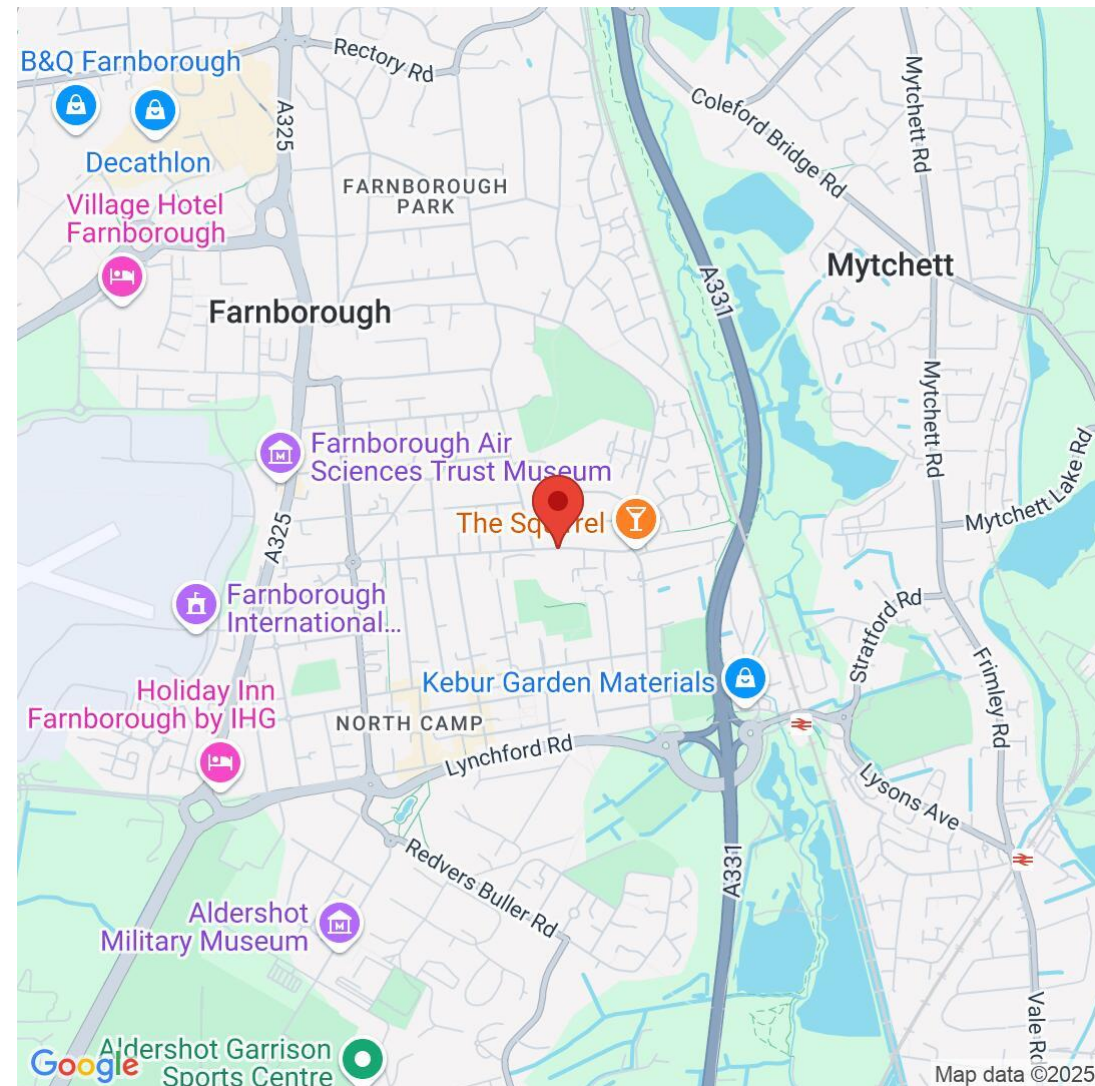 Rectory Rd
B&Q Farnborough
A325
Coleford Bridge Rd
Mytchett Rd
Decathlon
FARNBOROUGH
PARK
Village Hotel
Farnborough
A331
Mytchett
Farnborough
Mytchett Rd
Farnborough Air
Sciences Trust Museum
Mytchett Lake Rd
The Squirrel
A325
Farnborough
International...
Stratford Rd
Frimley Rd
Kebur Garden Materials
Holiday Inn
Farnborough by IHG
NORTH CAMP
Lynchford Rd
Lysons Ave
Redvers Buller Rd
A331
Aldershot
Military Museum
Vale Rd
Aldershot Garrison
Sports Centre
Google
Map data ©2025